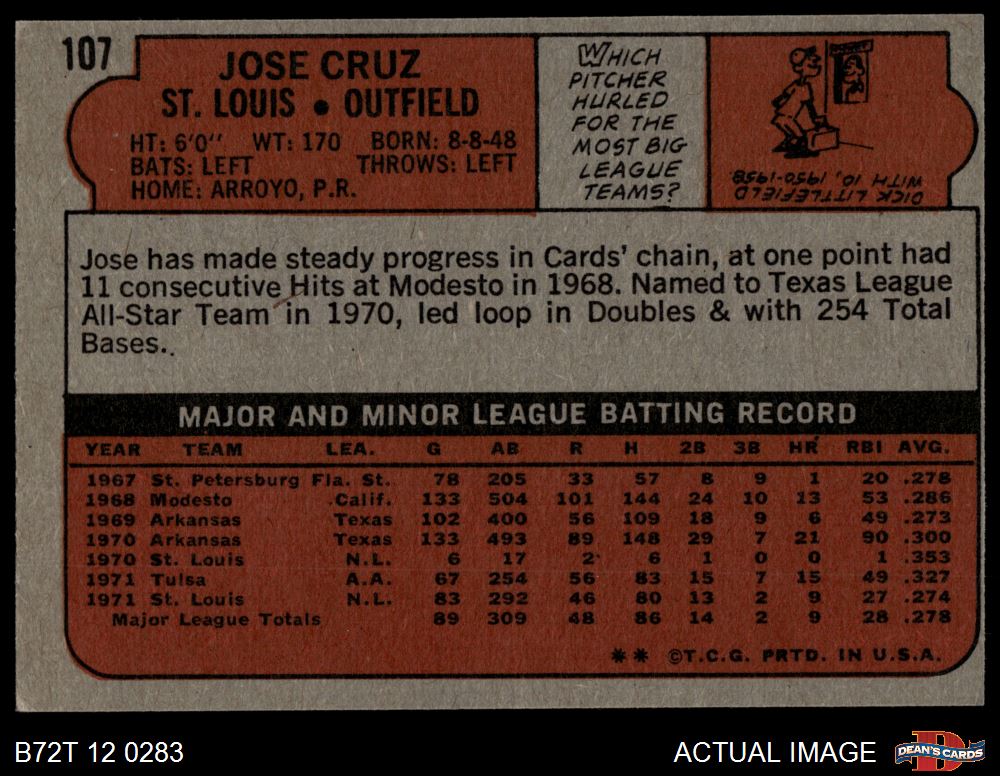 107
JOSE CRUZ
ST. LOUIS • OUTFIELD
HT: 6'0" WT: 170 BORN: 8-8-48
BATS: LEFT THROWS: LEFT
HOME: ARROYO, P.R.
WHICH
PITCHER
HURLED
FOR THE
MOST BIG
LEAGUE
TEAMS?
DICK LITTLEFIELD
WITH 10, 1950-1958.
Jose has made steady progress in Cards' chain, at one point had
11 consecutive Hits at Modesto in 1968. Named to Texas League
All-Star Team in 1970, led loop in Doubles & with 254 Total
Bases.
MAJOR AND MINOR LEAGUE BATTING RECORD
YEAR TEAM LEA. G AB R H 2B 3B HR RBI AVG.
1967 St. Petersburg Fla. St. 78 205 33 57 8 9 1 20 .278
1968 Modesto Calif. 133 504 101 144 24 10 13 53 .286
1969 Arkansas Texas 102 400 56 109 18 9 6 49 .273
1970 Arkansas Texas 133 493 89 148 29 7 21 90 .300
1970 St. Louis N.L. 6 17 2 6 1 0 0 1 .353
1971 Tulsa A.A. 67 254 56 83 15 7 15 49 .327
1971 St. Louis N.L. 83 292 46 80 13 2 9 27 .274
Major League Totals 89 309 48 86 14 2 9 28 .278
** ©T.C.G. PRTD. IN U.S.A.
B72T 12 0283
ACTUAL IMAGE
DEAN'S CARDS